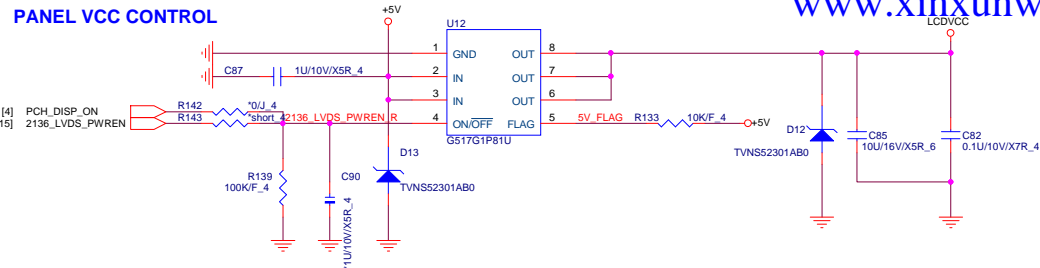 PANEL VCC CONTROL
www.xinxunw
+5V
U12
LCDVCC
1 GND OUT 8
C87 1U/10V/X5R_4
2 IN OUT 7
3 IN OUT 6
[4] PCH_DISP_ON R142 *0/J_4
15] 2136_LVDS_PWREN R143 *short_4 2136_LVDS_PWREN_R 4 ON/OFF FLAG 5 5V_FLAG R133 10K/F_4 +5V
G517G1P81U
D12 TVNS52301AB0
C85 10U/16V/X5R_6
C82 0.1U/10V/X7R_4
D13 TVNS52301AB0
R139 100K/F_4
C90
1U/10V/X5R_4